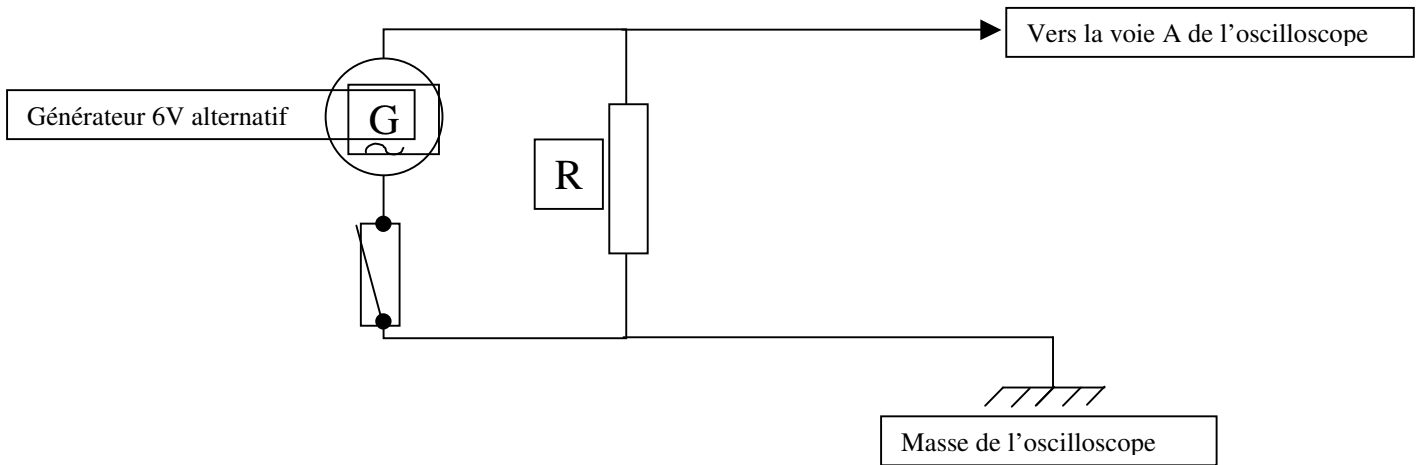 Vers la voie A de l’oscilloscope
Générateur 6V alternatif
G
R
Masse de l’oscilloscope